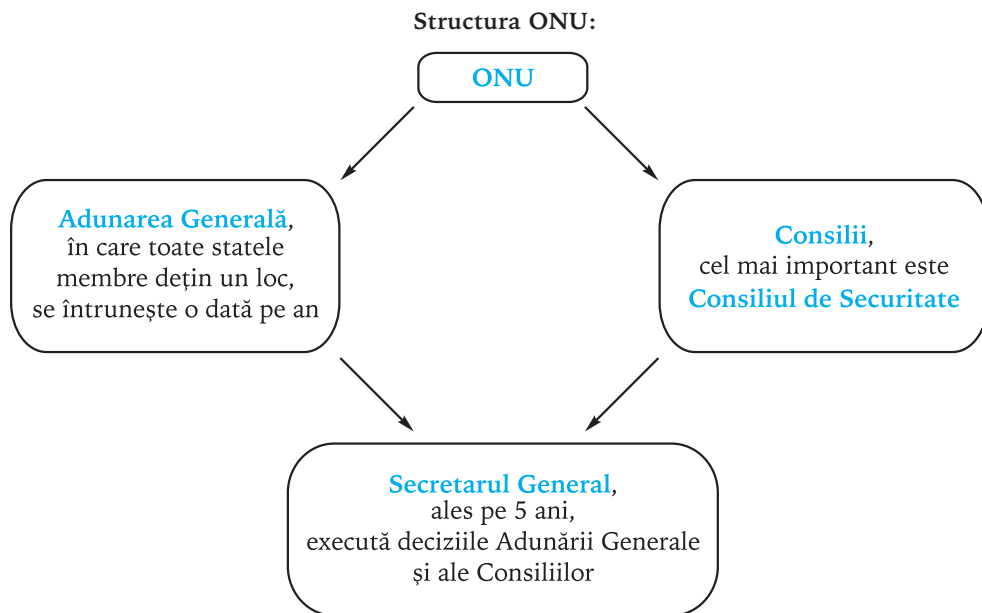 Structura ONU:
ONU
Adunarea Generală,
în care toate statele
membre dețin un loc,
se întrunește o dată pe an
Consilii,
cel mai important este
Consiliul de Securitate
Secretarul General,
ales pe 5 ani,
execută deciziile Adunării Generale
și ale Consiliilor